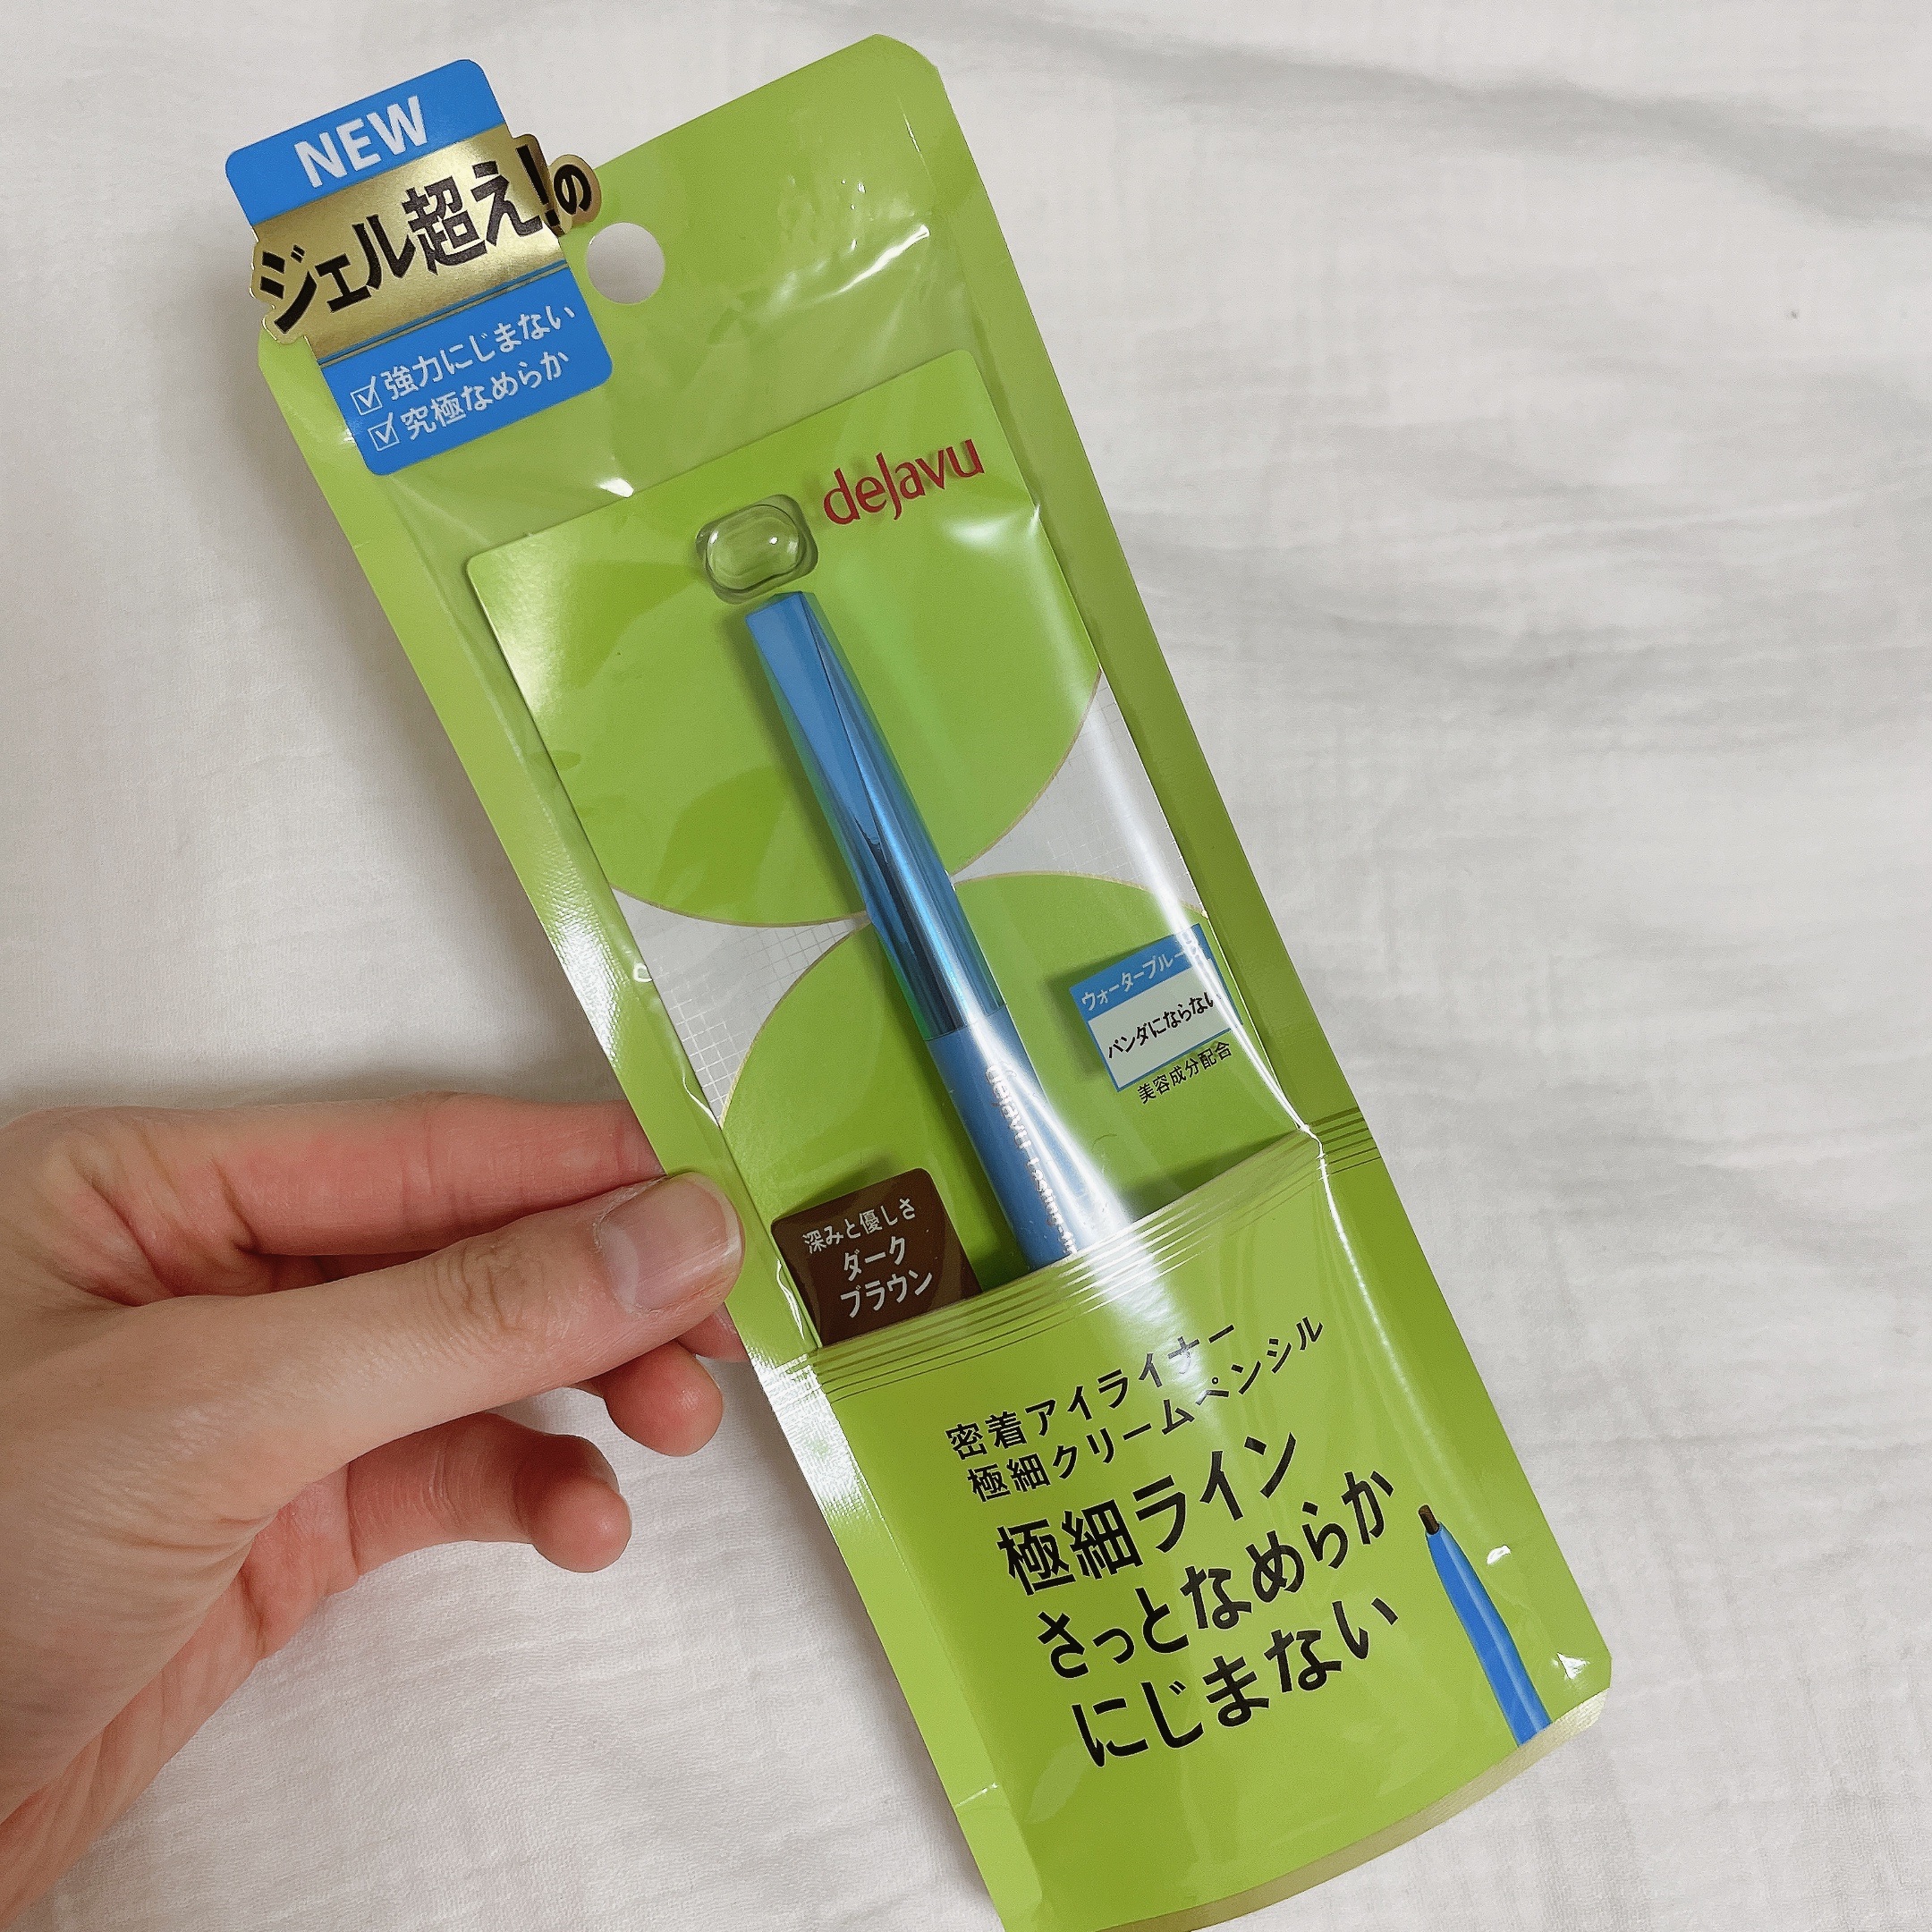 NEW
ジェル超え!の
☑強力にじまない
☑究極なめらか
dejavu
ウォータープルーフ
パンダにならない
美容成分配合
dejavu
深みと優しさ
ダーク
ブラウン
密着アイライナー
極細クリームペンシル
極細ライン
さっとなめらか
にじまない